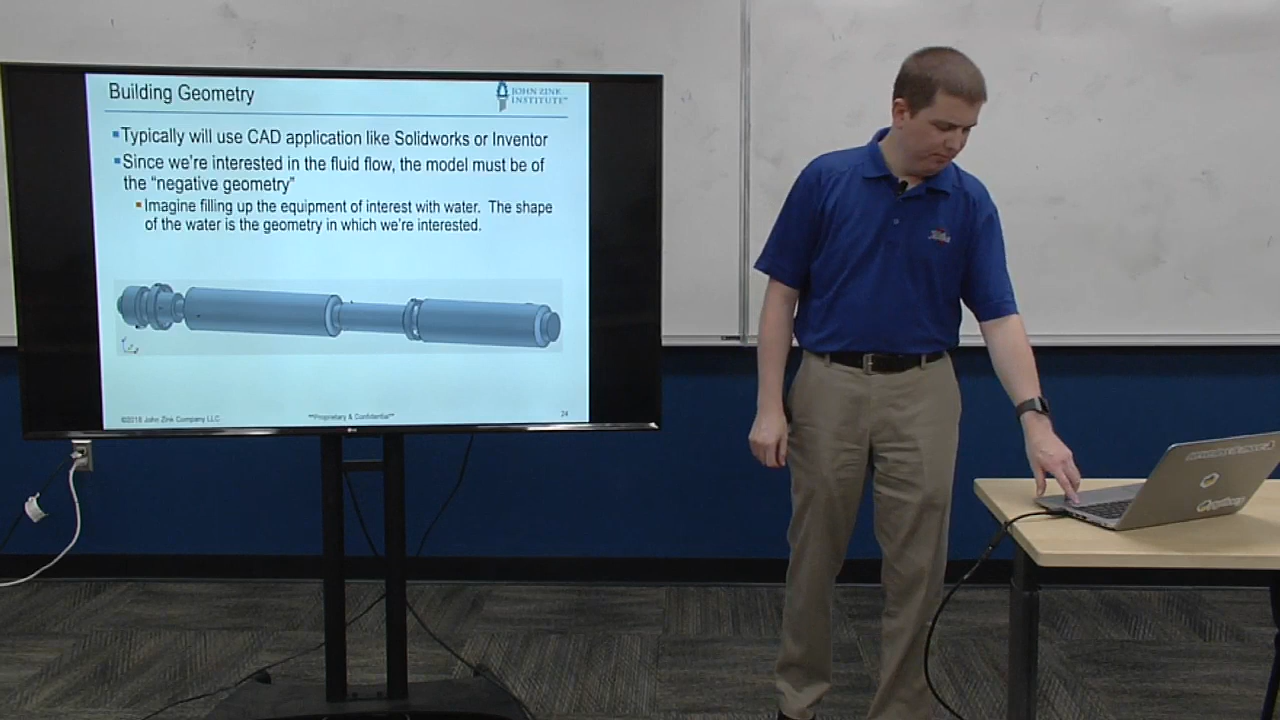 Building Geometry
JOHN ZINK
INSTITUTE
Typically will use CAD application like Solidworks or Inventor
Since we're interested in the fluid flow, the model must be of
the "negative geometry"
Imagine filling up the equipment of interest with water. The shape
of the water is the geometry in which we're interested.
©2018 John Zink Company LLC
**Proprietary & Confidential**
24